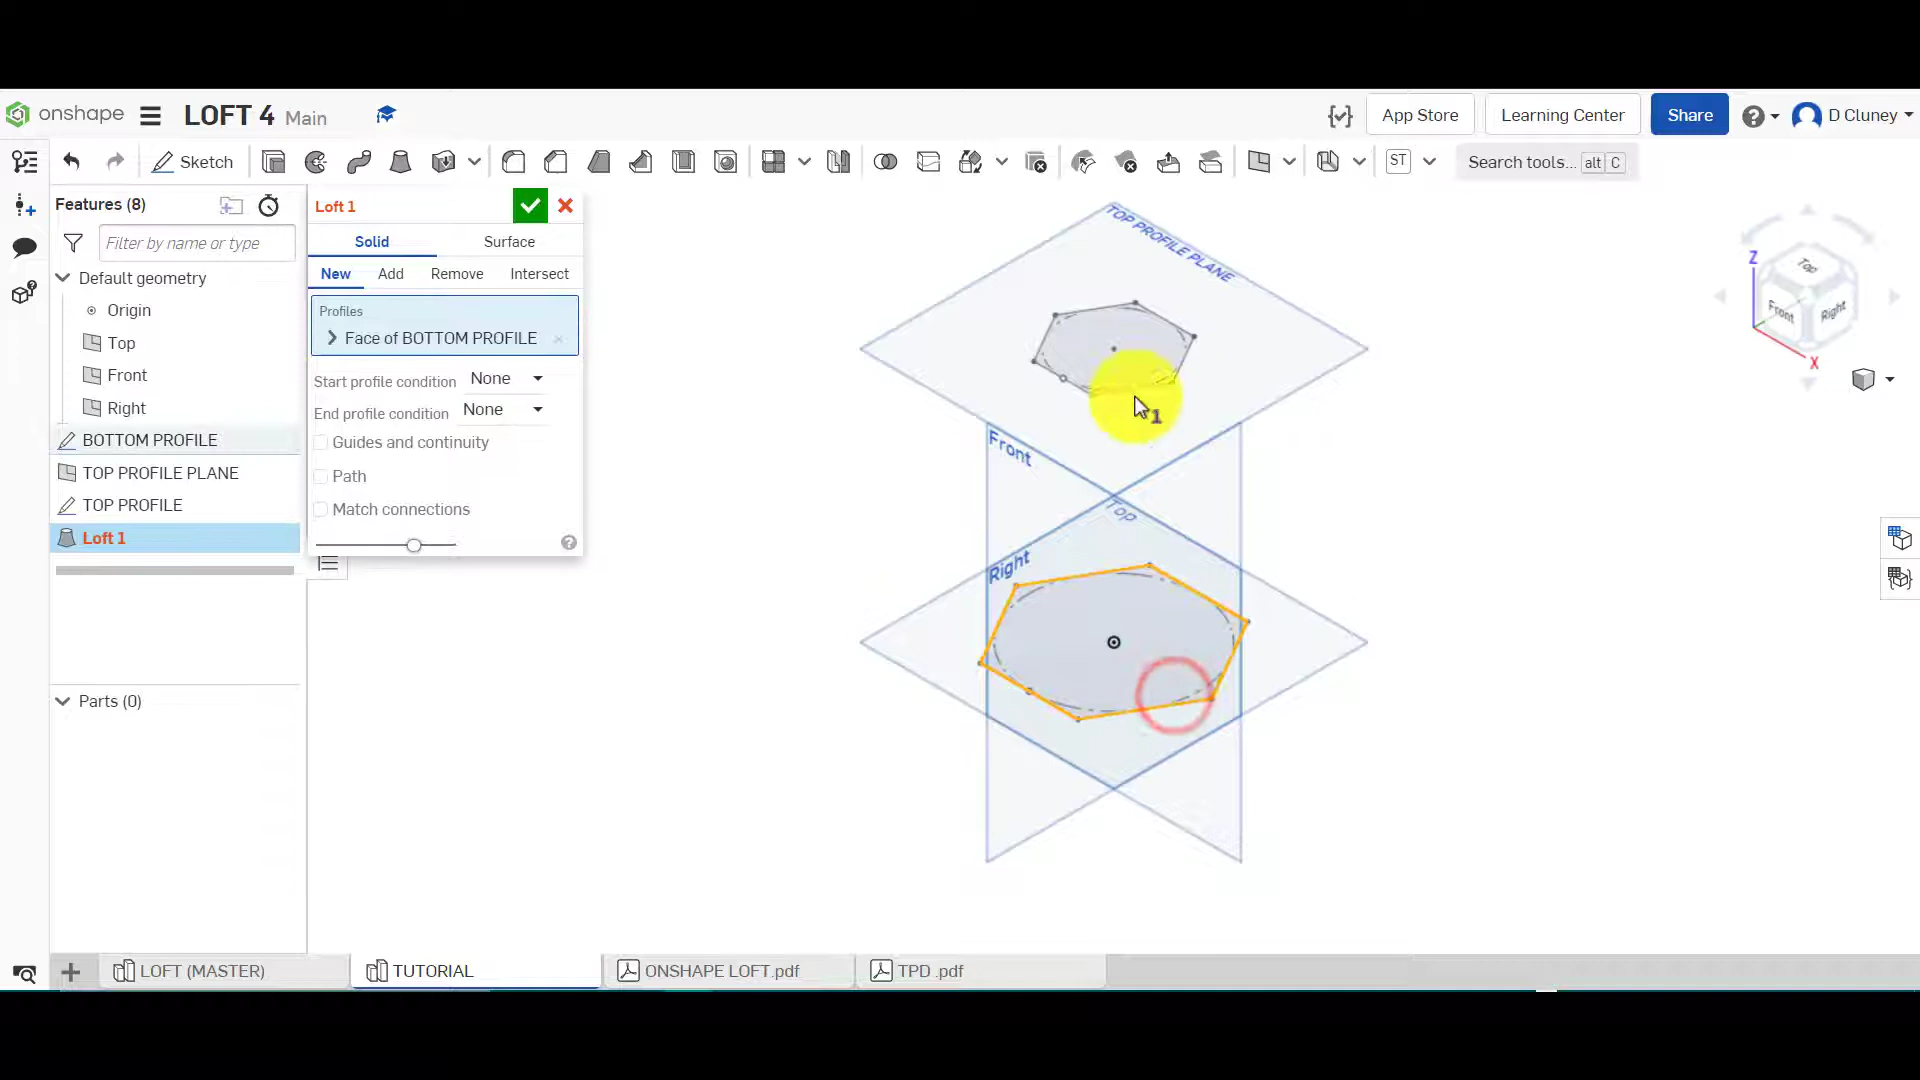 onshape
LOFT 4 Main
App Store
Learning Center
Share
D Cluney
Sketch
ST
Search tools... alt C
Features (8)
Filter by name or type
Default geometry
Origin
Top
Front
Right
BOTTOM PROFILE
TOP PROFILE PLANE
TOP PROFILE
Loft 1
Parts (0)
Loft 1
Solid
Surface
New
Add
Remove
Intersect
Profiles
Face of BOTTOM PROFILE
Start profile condition None
End profile condition None
Guides and continuity
Path
Match connections
TOP PROFILE PLANE
1
Front
Top
Right
Z
Top
Front
Right
X
LOFT (MASTER)
TUTORIAL
ONSHAPE LOFT.pdf
TPD .pdf